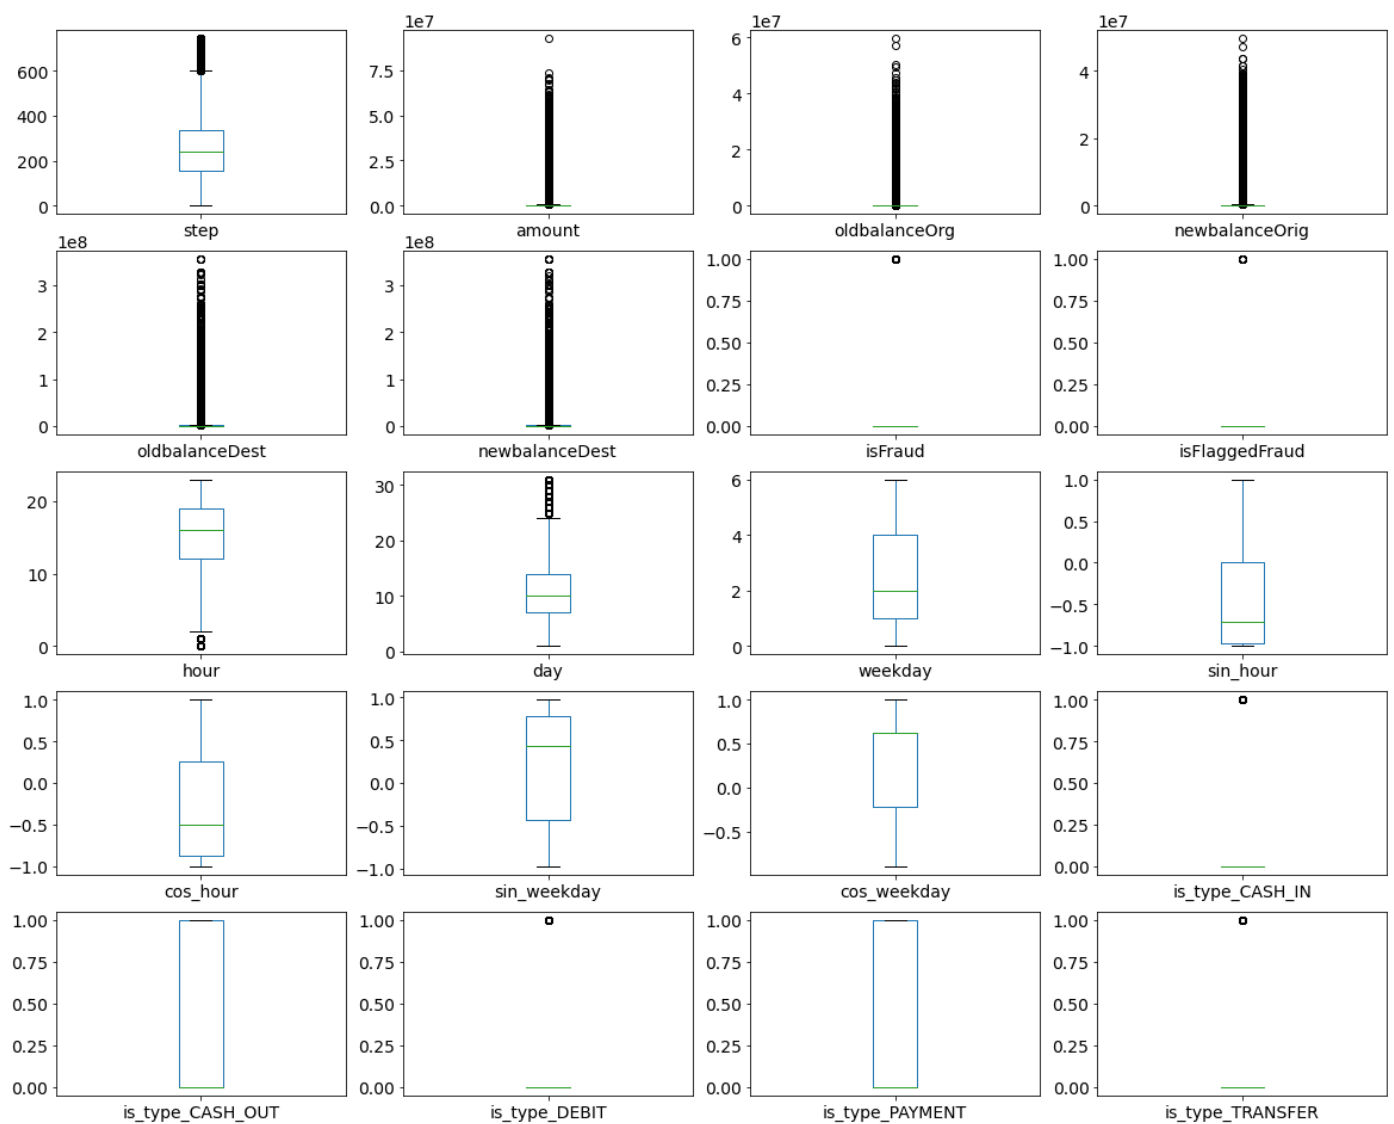 1e7 1e7 1e7
600 7.5 6 4
400 5.0 4
200 2.5 2 2
0 0.0 0 0
step amount oldbalanceOrg newbalanceOrig
1e8 1e8
3 3 1.00 1.00
2 2 0.75 0.75
1 1 0.50 0.50
0 0 0.25 0.25
0.00 0.00
oldbalanceDest newbalanceDest isFraud isFlaggedFraud
20 30 6 1.0
10 20 4 0.5
0 10 2 0.0
0 0 −0.5
−1.0
hour day weekday sin_hour
1.0 1.0 1.0 1.00
0.5 0.5 0.5 0.75
0.0 0.0 0.0 0.50
−0.5 −0.5 −0.5 0.25
−1.0 −1.0 0.00
cos_hour sin_weekday cos_weekday is_type_CASH_IN
1.00 1.00 1.00 1.00
0.75 0.75 0.75 0.75
0.50 0.50 0.50 0.50
0.25 0.25 0.25 0.25
0.00 0.00 0.00 0.00
is_type_CASH_OUT is_type_DEBIT is_type_PAYMENT is_type_TRANSFER